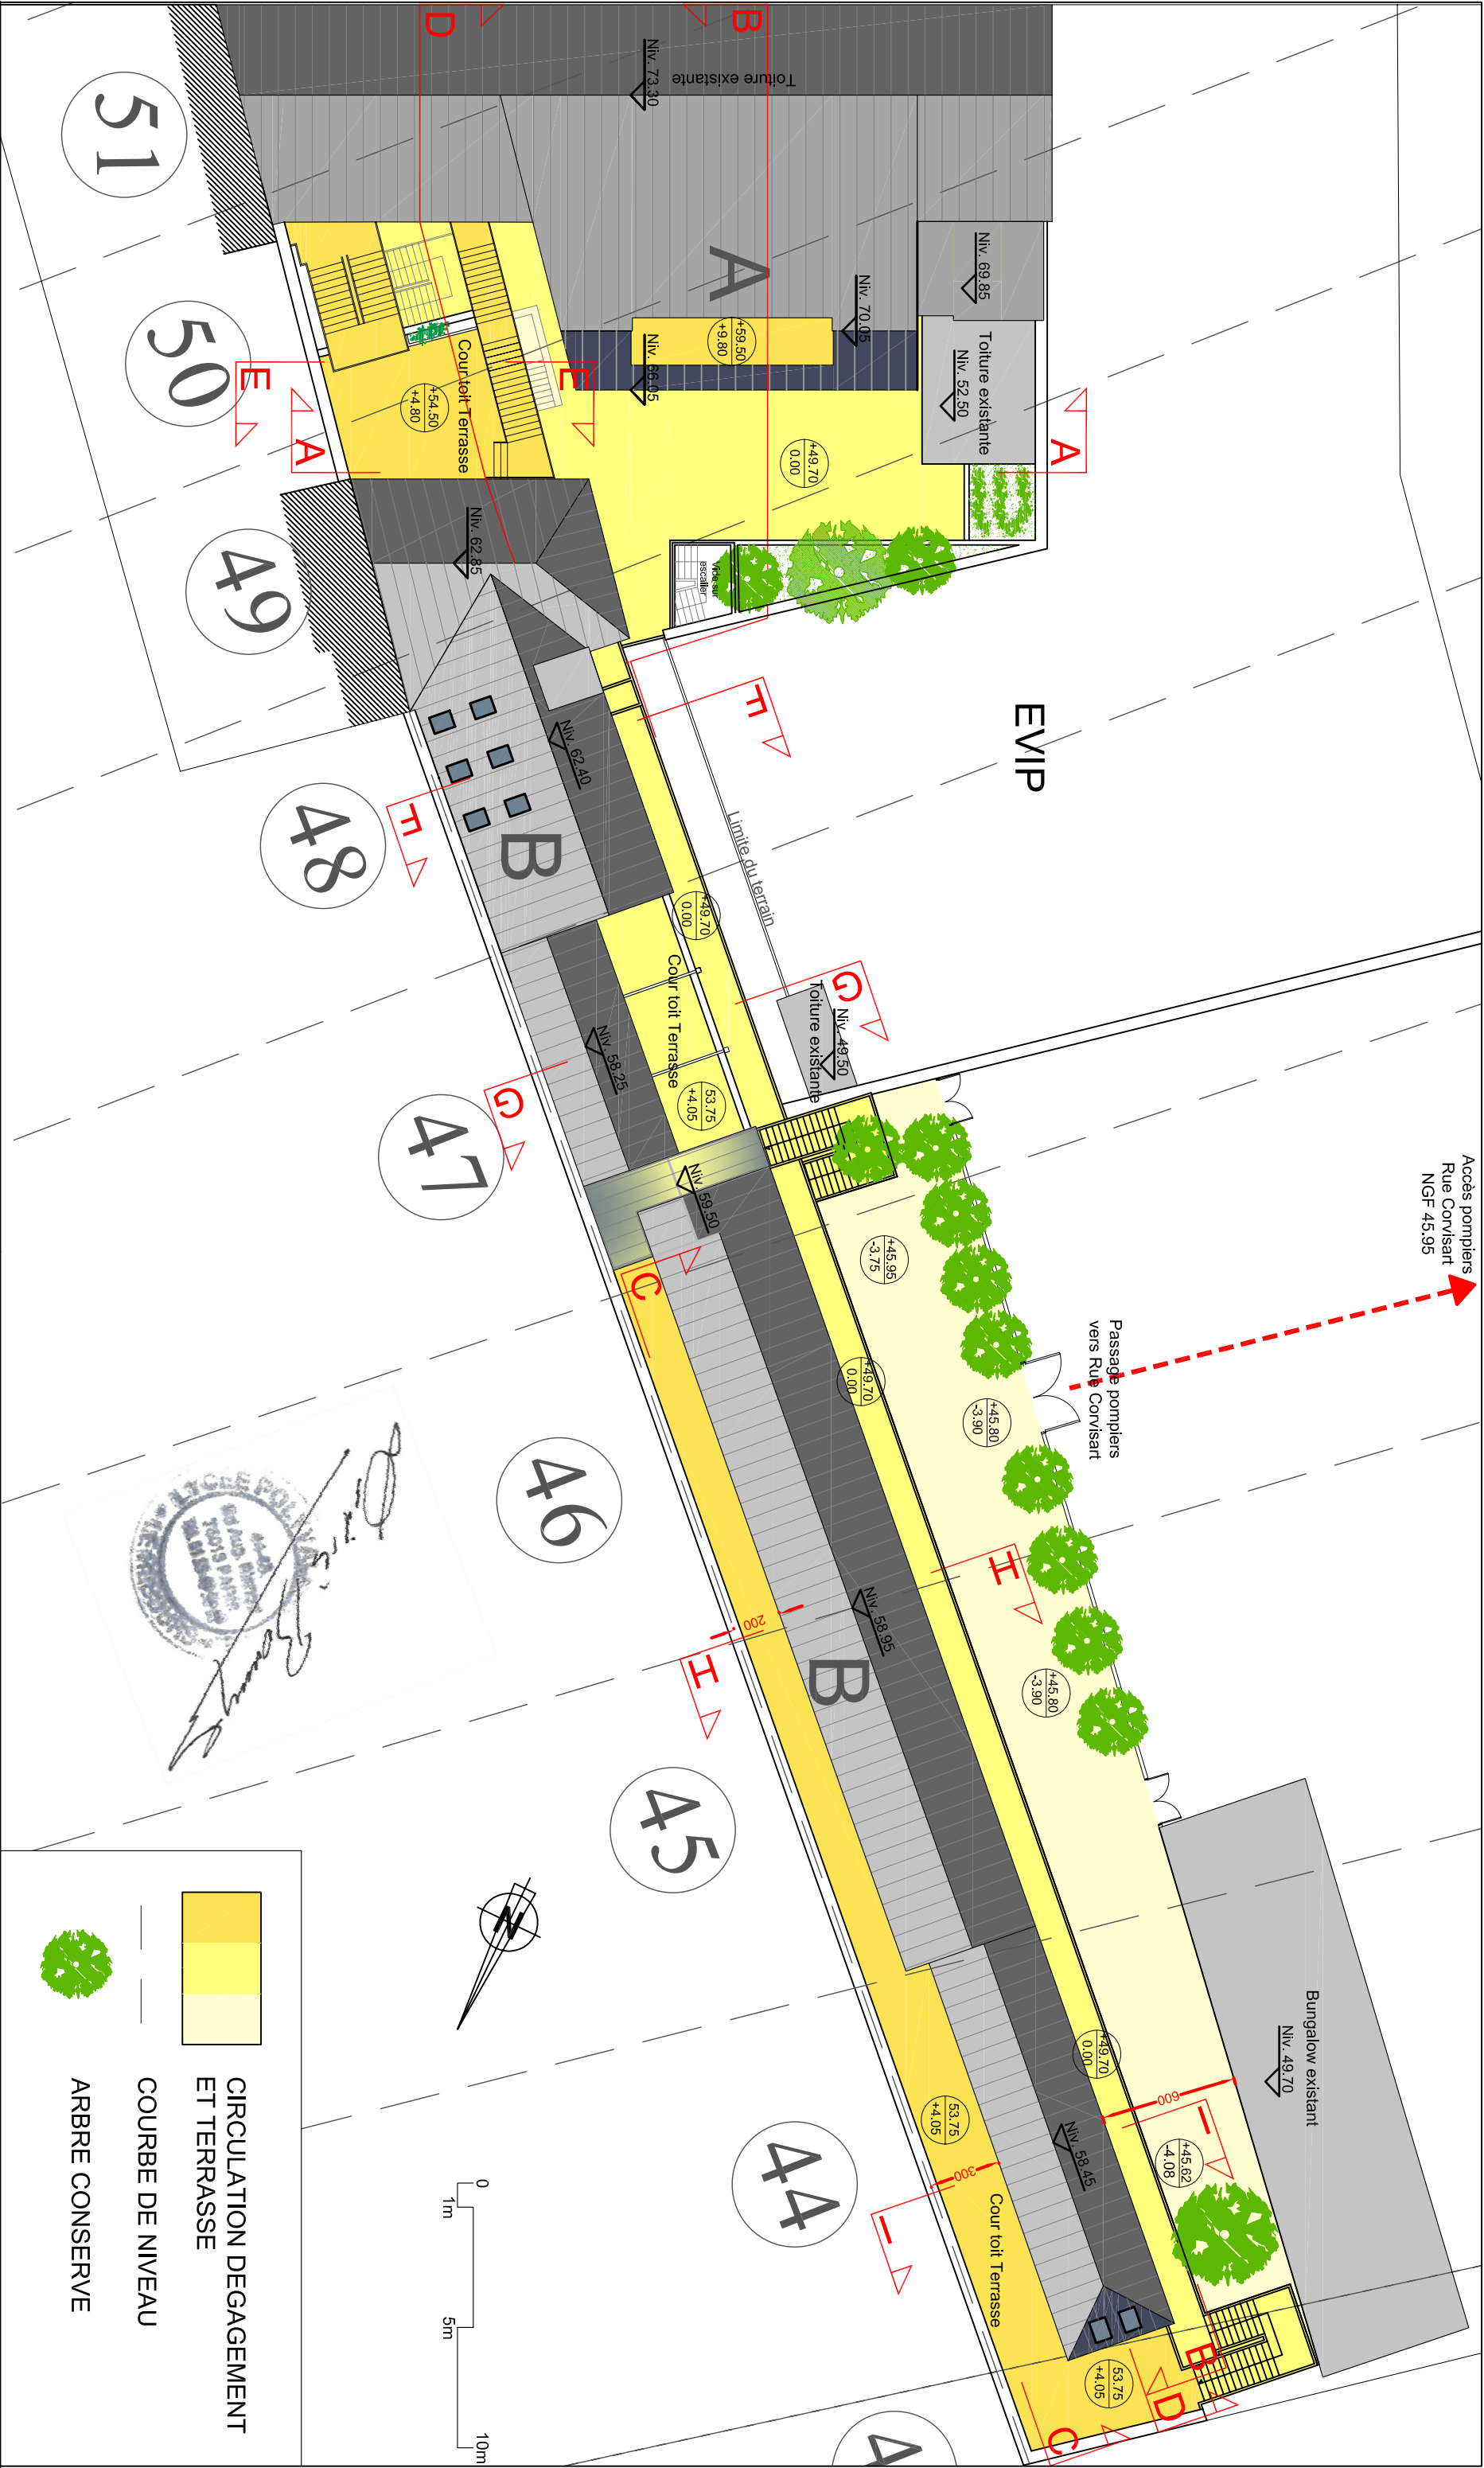 D
B
Niv. 73.30
Toiture existante
51
A
Niv. 69.85
Niv. 70.05
+59.50
+9.80
Niv. 66.05
Toiture existante
Niv. 52.50
50
E
E
A
A
Cour toit Terrasse
+54.50
+4.80
+49.70
0.00
Niv. 62.85
Vide sur
escalier
49
EVIP
F
F
Niv. 62.40
48
B
Limite du terrain
+49.70
0.00
Cour toit Terrasse
G
G
Niv. 49.50
Toiture existante
Niv. 58.25
53.75
+4.05
47
Niv. 59.50
C
Accès pompiers
Rue Corvisart
NGF 45.95
Passage pompiers
vers Rue Corvisart
+45.95
-3.75
+49.70
0.00
+45.80
-3.90
46
H
H
200
Niv. 58.95
B
+45.80
-3.90
LYCEE
45
N
Bungalow existant
Niv. 49.70
+49.70
0.00
600
I
I
+45.62
-4.08
53.75
+4.05
300
Niv. 58.45
44
Cour toit Terrasse
B
D
C
53.75
+4.05
4
0
1m
5m
10m
CIRCULATION DEGAGEMENT
ET TERRASSE
COURBE DE NIVEAU
ARBRE CONSERVE